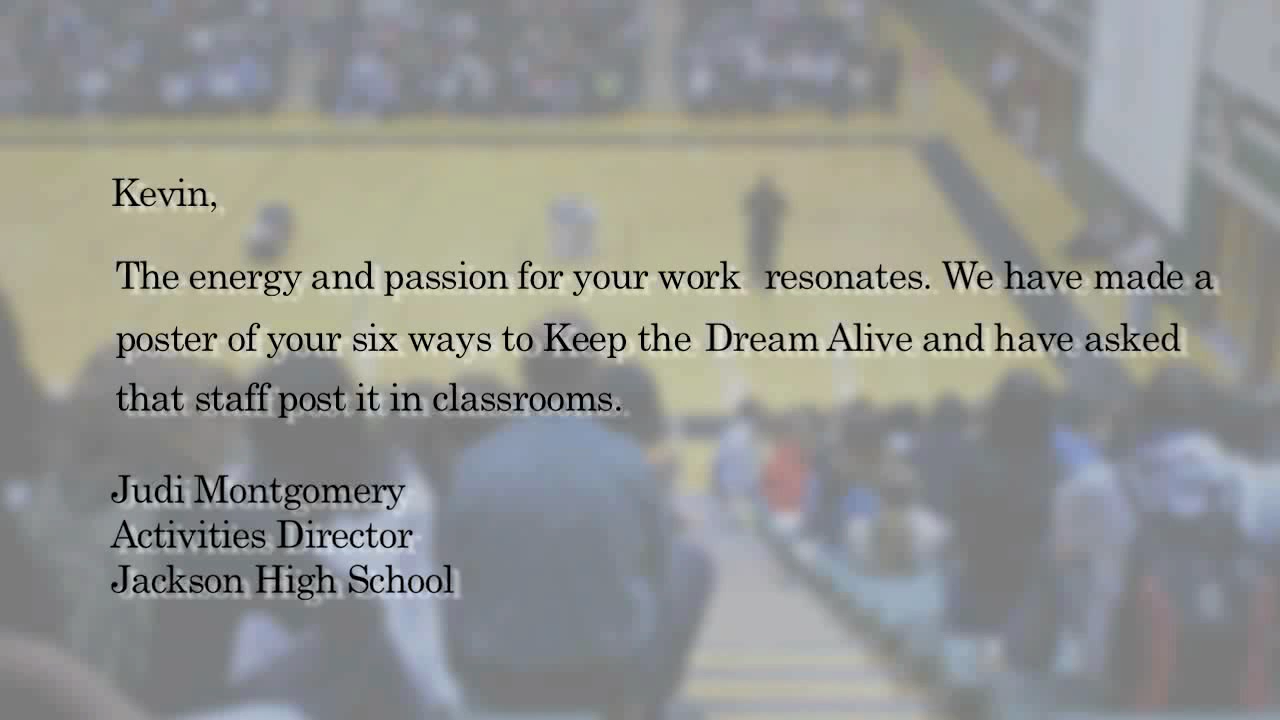 Kevin,
The energy and passion for your work resonates. We have made a
poster of your six ways to Keep the Dream Alive and have asked
that staff post it in classrooms.
Judi Montgomery
Activities Director
Jackson High School